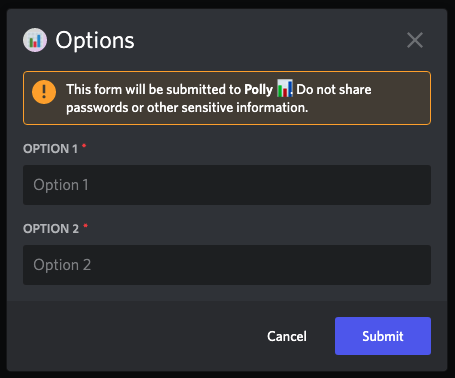 Options
This form will be submitted to Polly 📊. Do not share
passwords or other sensitive information.
OPTION 1 *
Option 1
OPTION 2 *
Option 2
Cancel
Submit